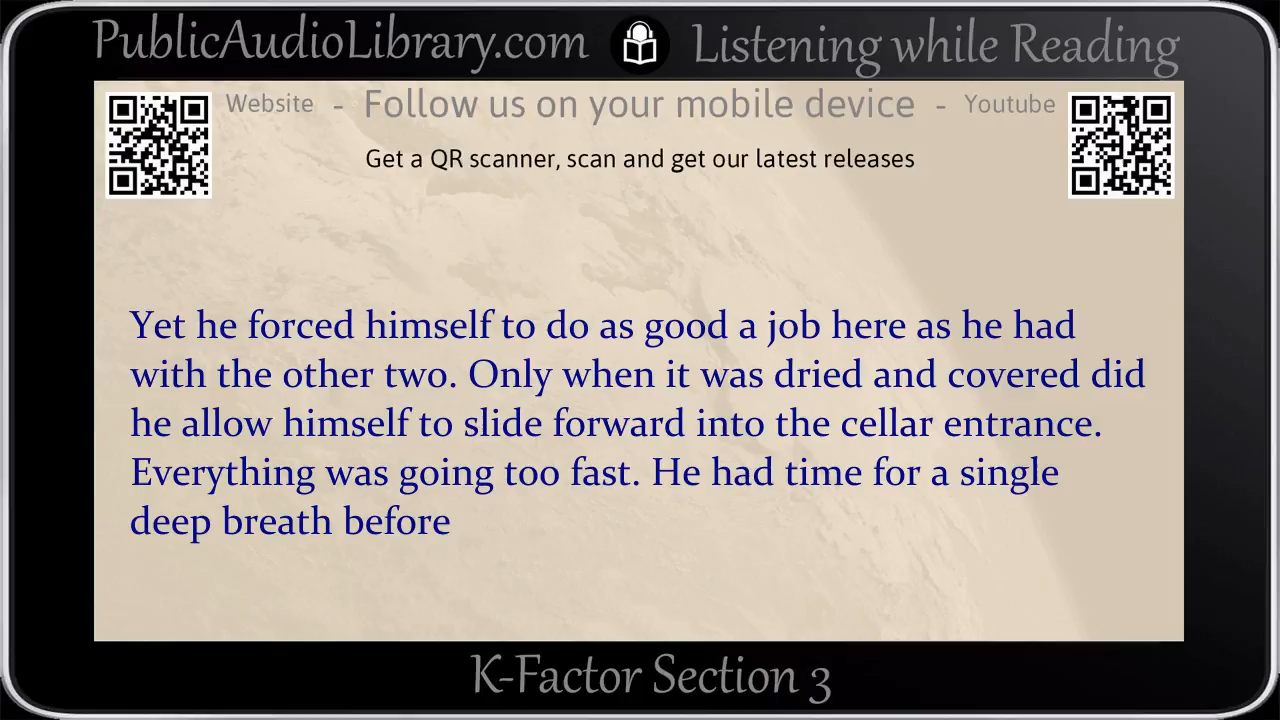 PublicAudioLibrary.com Listening while Reading
Website - Follow us on your mobile device - Youtube
Get a QR scanner, scan and get our latest releases
Yet he forced himself to do as good a job here as he had
with the other two. Only when it was dried and covered did
he allow himself to slide forward into the cellar entrance.
Everything was going too fast. He had time for a single
deep breath before
K-Factor Section 3